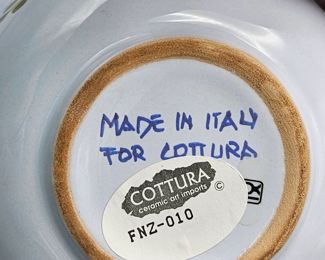 MADE IN ITALY
FOR COTTURA
COTTURA
©
ceramic art imports
FNZ-010